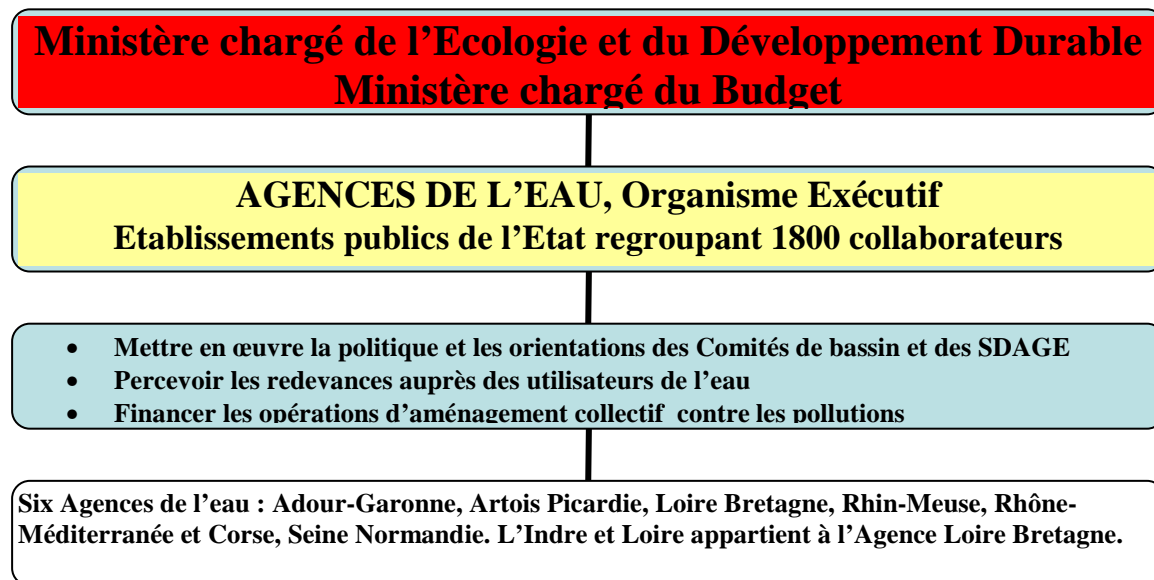 Ministère chargé de l’Ecologie et du Développement Durable
Ministère chargé du Budget
AGENCES DE L’EAU, Organisme Exécutif
Etablissements publics de l’Etat regroupant 1800 collaborateurs
• Mettre en œuvre la politique et les orientations des Comités de bassin et des SDAGE
• Percevoir les redevances auprès des utilisateurs de l’eau
• Financer les opérations d’aménagement collectif contre les pollutions
Six Agences de l’eau : Adour-Garonne, Artois Picardie, Loire Bretagne, Rhin-Meuse, Rhône-
Méditerranée et Corse, Seine Normandie. L’Indre et Loire appartient à l’Agence Loire Bretagne.